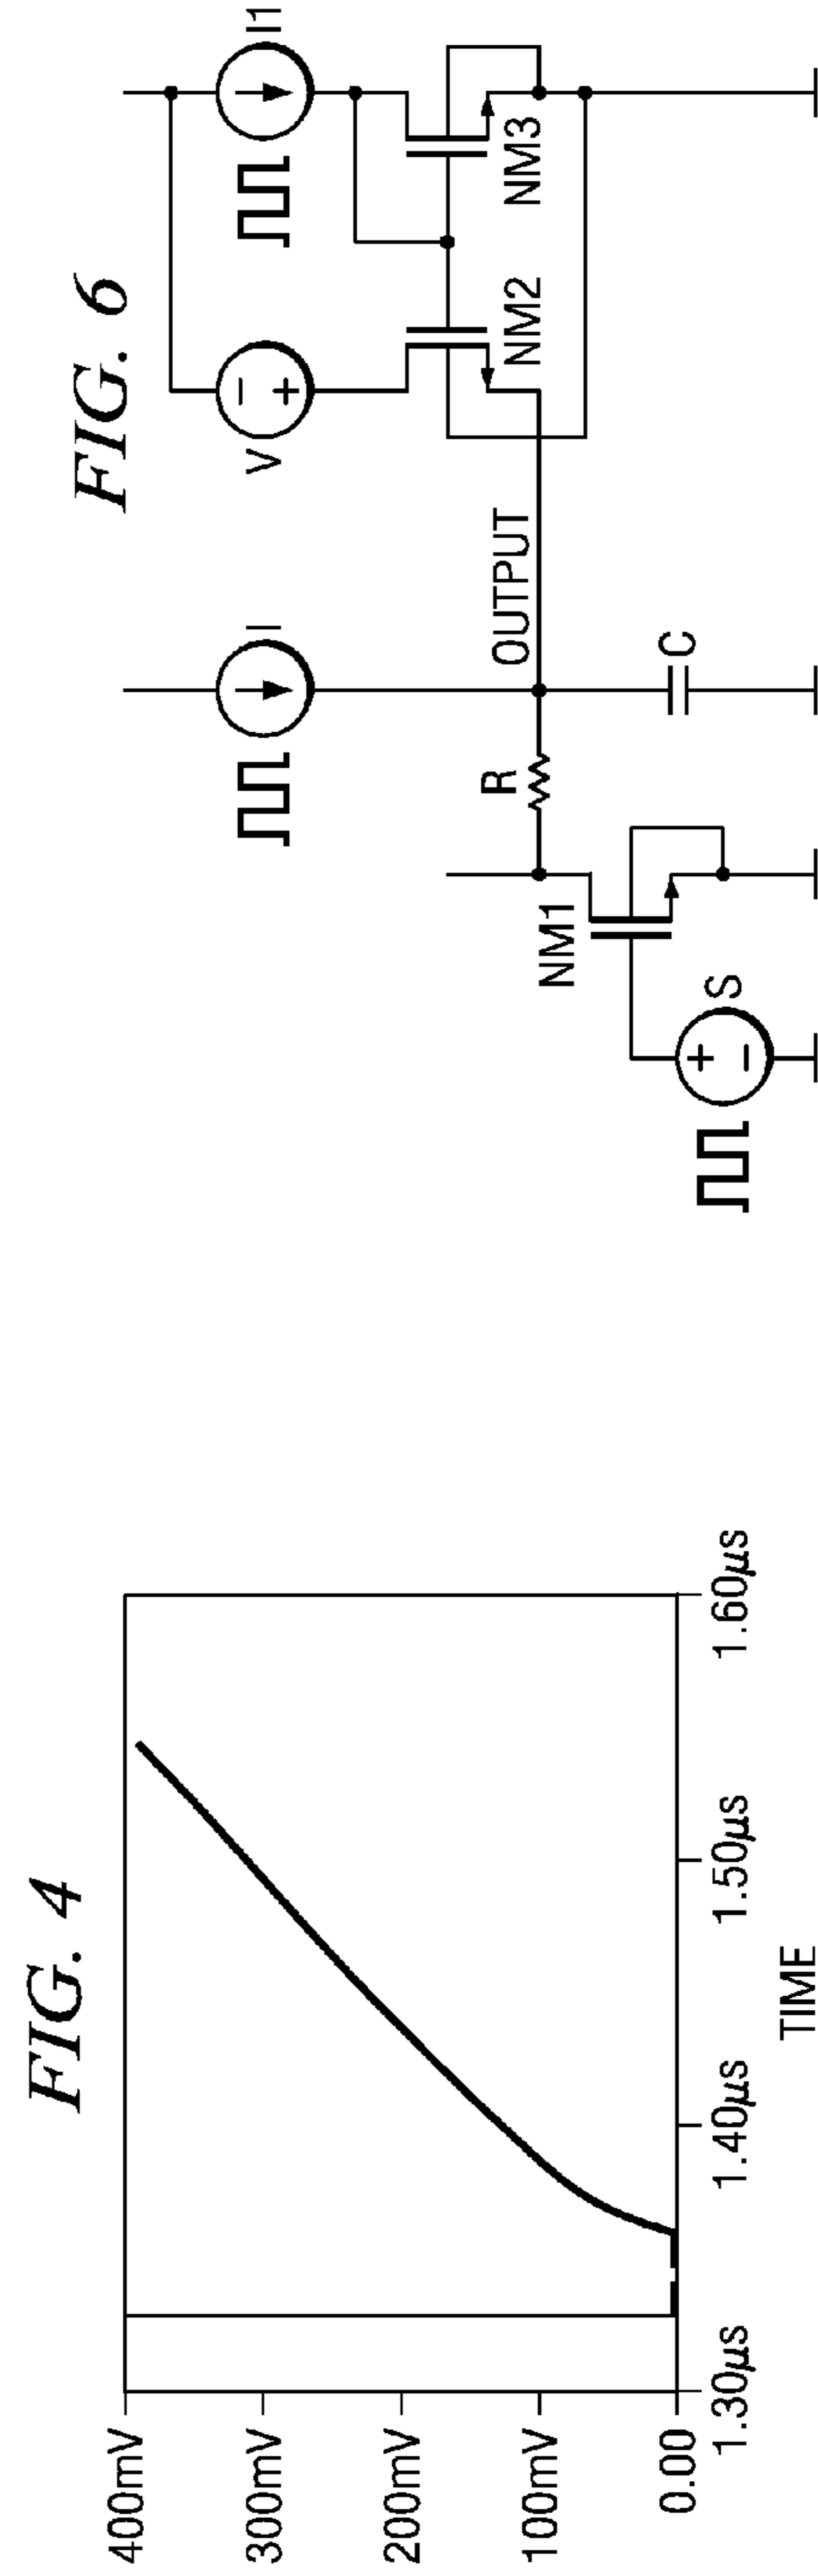 FIG. 4
400mV
300mV
200mV
100mV
0.00
1.30µs
1.40µs
1.50µs
1.60µs
TIME
FIG. 6
I
V
I1
R
OUTPUT
NM1
NM2
NM3
S
C